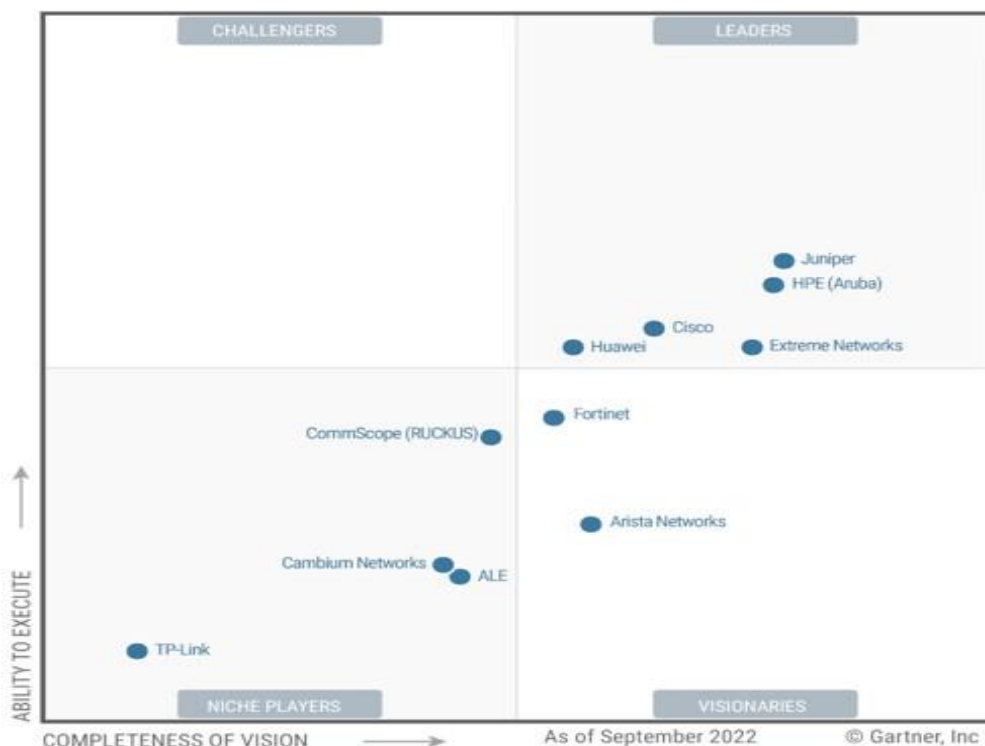 CHALLENGERS
LEADERS
Juniper
HPE (Aruba)
Cisco
Huawei
Extreme Networks
Fortinet
CommScope (RUCKUS)
Arista Networks
Cambium Networks
ALE
TP-Link
NICHE PLAYERS
VISIONARIES
ABILITY TO EXECUTE
COMPLETENESS OF VISION
As of September 2022
© Gartner, Inc